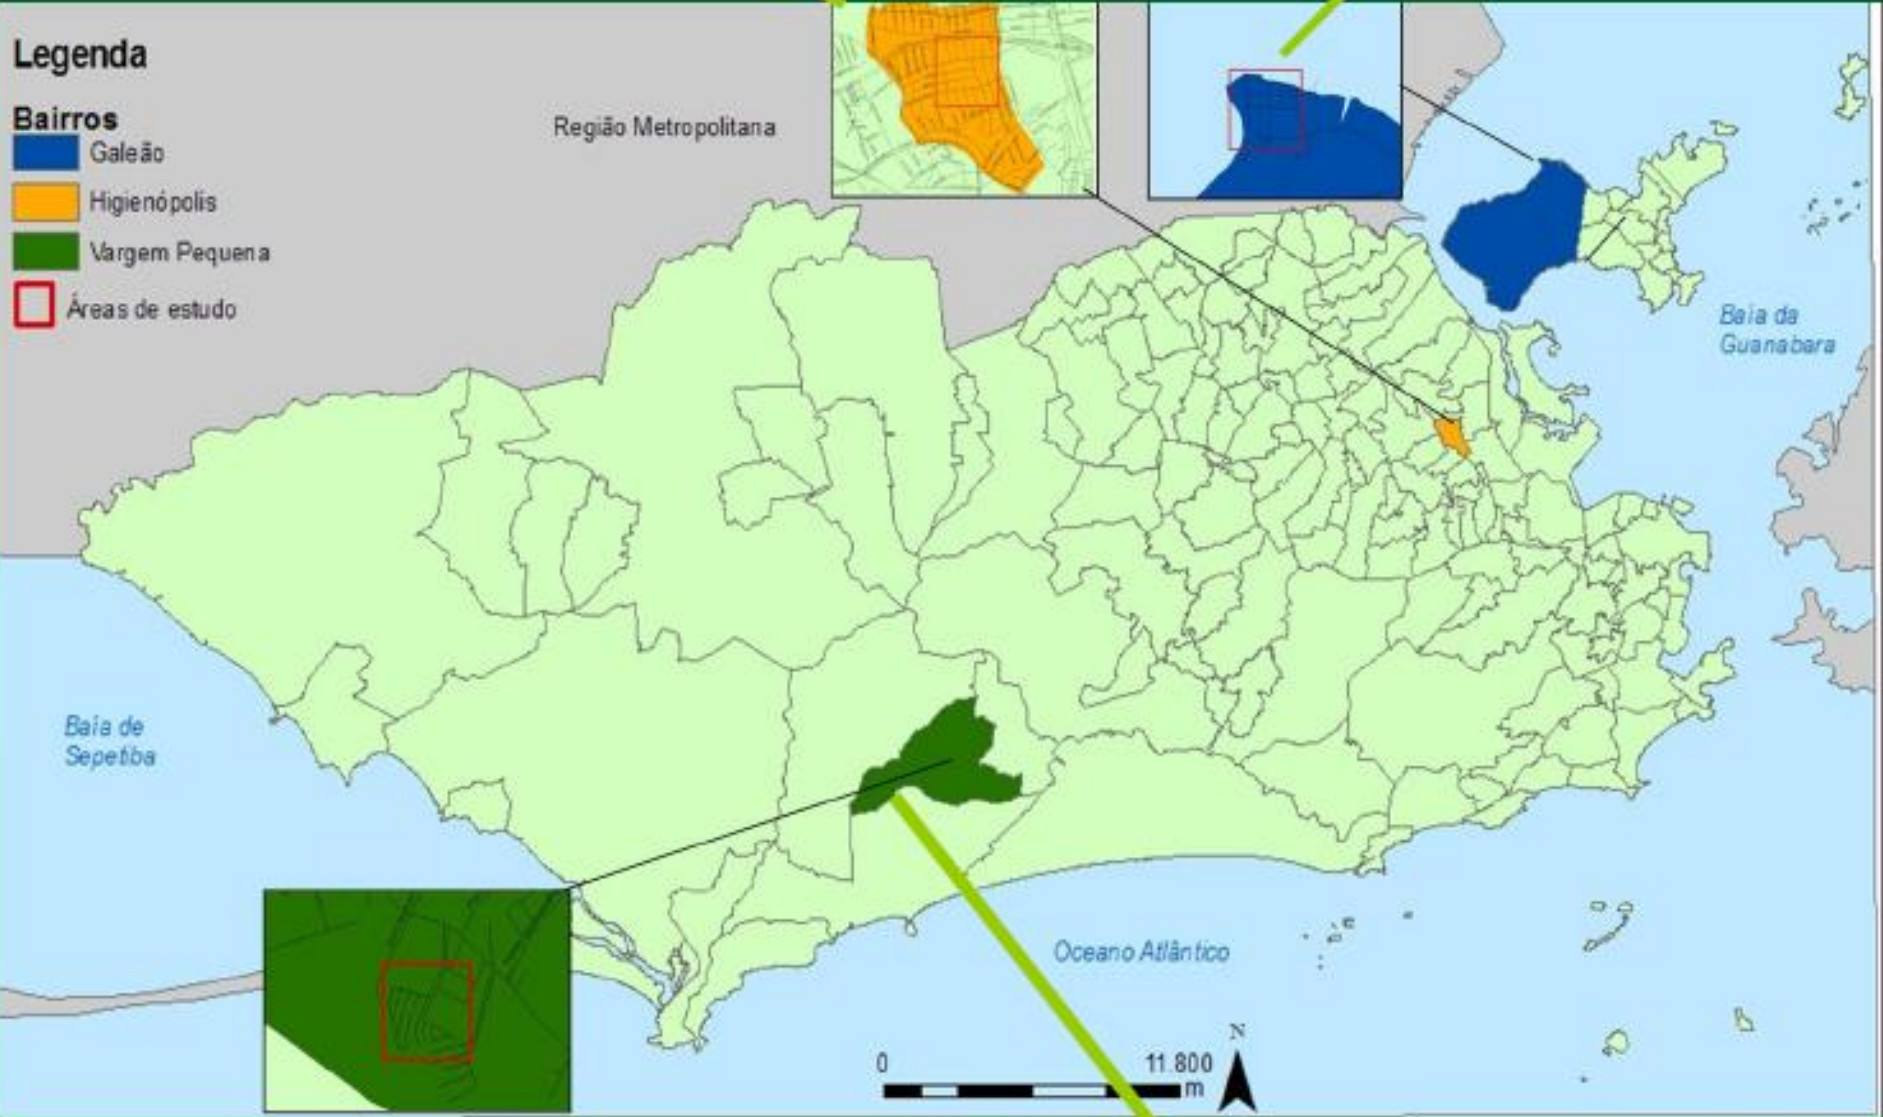 Legenda
Bairros
Galeão
Higienópolis
Vargem Pequena
Áreas de estudo
Região Metropolitana
Baía da
Guanabara
Baía de
Sepetiba
Oceano Atlântico
N
0 11.800
m